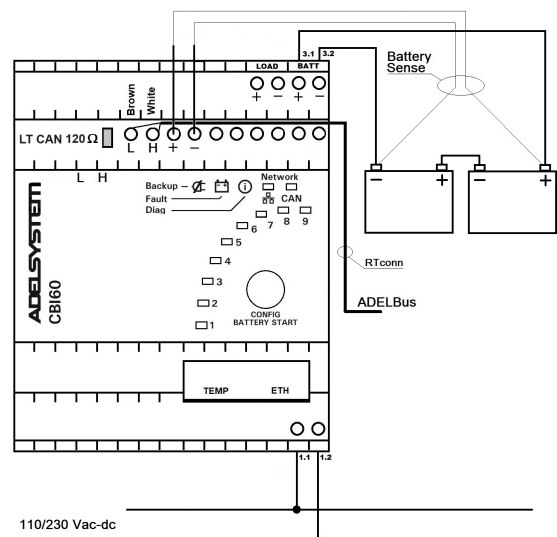 3.1 3.2
LOAD BATT
+ − + −
Battery
Sense
Brown
White
LT CAN 120 Ω
L H + −
L H
− + − +
Backup
Network
Fault
CAN
Diag
i
7 8 9
6
5
4
3
2
1
RTconn
ADELBus
CONFIG
BATTERY START
ADELSYSTEM
CBI60
TEMP ETH
1.1 1.2
110/230 Vac-dc